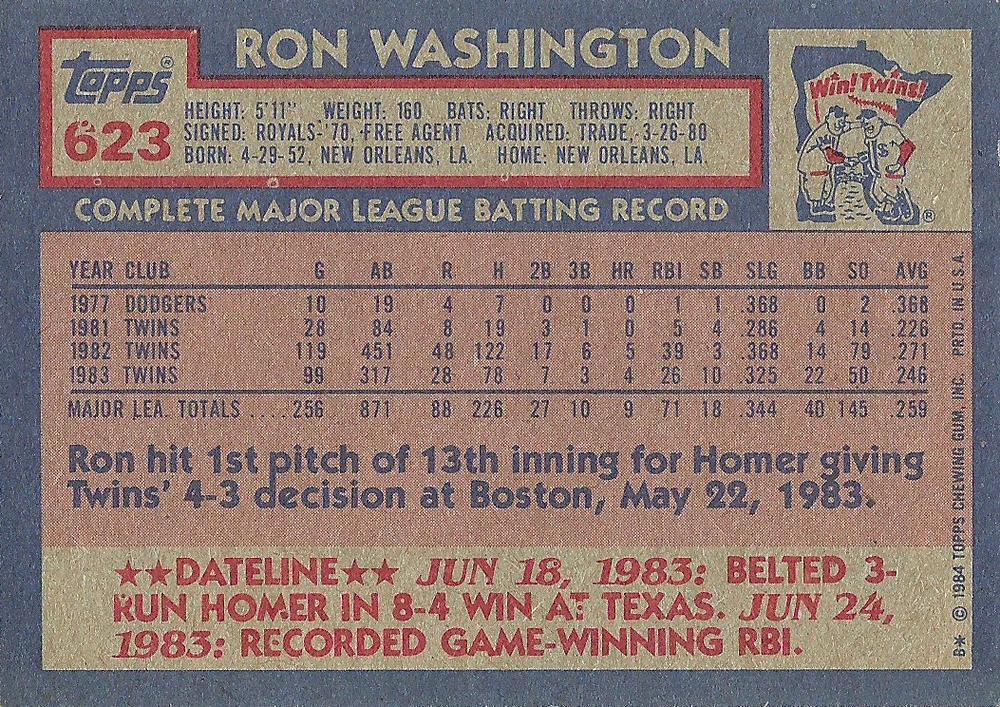 RON WASHINGTON
Topps®
623
HEIGHT: 5'11" WEIGHT: 160 BATS: RIGHT THROWS: RIGHT
SIGNED: ROYALS-'70, FREE AGENT ACQUIRED: TRADE, 3-26-80
BORN: 4-29-52, NEW ORLEANS, LA. HOME: NEW ORLEANS, LA.
Win! Twins!
®
COMPLETE MAJOR LEAGUE BATTING RECORD
YEAR CLUB G AB R H 2B 3B HR RBI SB SLG BB SO AVG
1977 DODGERS 10 19 4 7 0 0 0 1 1 .368 0 2 .368
1981 TWINS 28 84 8 19 3 1 0 5 4 .286 4 14 .226
1982 TWINS 119 451 48 122 17 6 5 39 3 .368 14 79 .271
1983 TWINS 99 317 28 78 7 3 4 26 10 .325 22 50 .246
MAJOR LEA. TOTALS .... 256 871 88 226 27 10 9 71 18 .344 40 145 .259
Ron hit 1st pitch of 13th inning for Homer giving
Twins' 4-3 decision at Boston, May 22, 1983.
★★DATELINE★★ JUN 18, 1983: BELTED 3-
RUN HOMER IN 8-4 WIN AT TEXAS. JUN 24,
1983: RECORDED GAME-WINNING RBI.
B* © 1984 TOPPS CHEWING GUM, INC. PRTD. IN U.S.A.